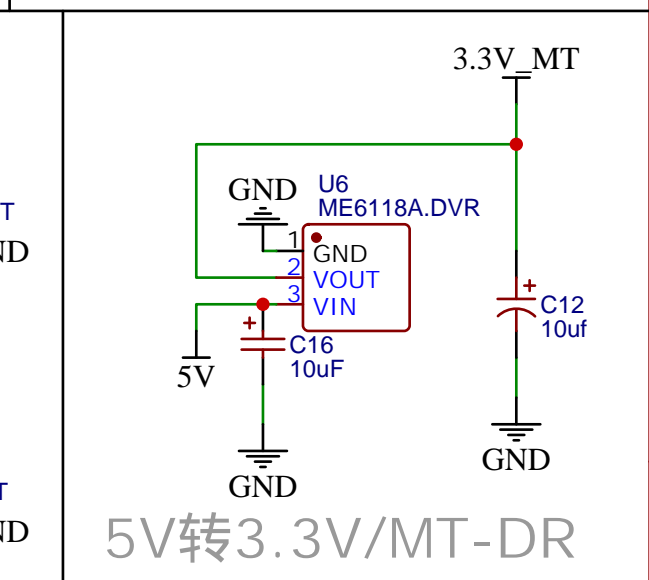 3.3V_MT
T
ND
GND
U6
ME6118A.DVR
1
GND
2
VOUT
3
VIN
C16
10uF
5V
GND
C12
10uf
GND
T
ND
5V转3.3V/MT-DR